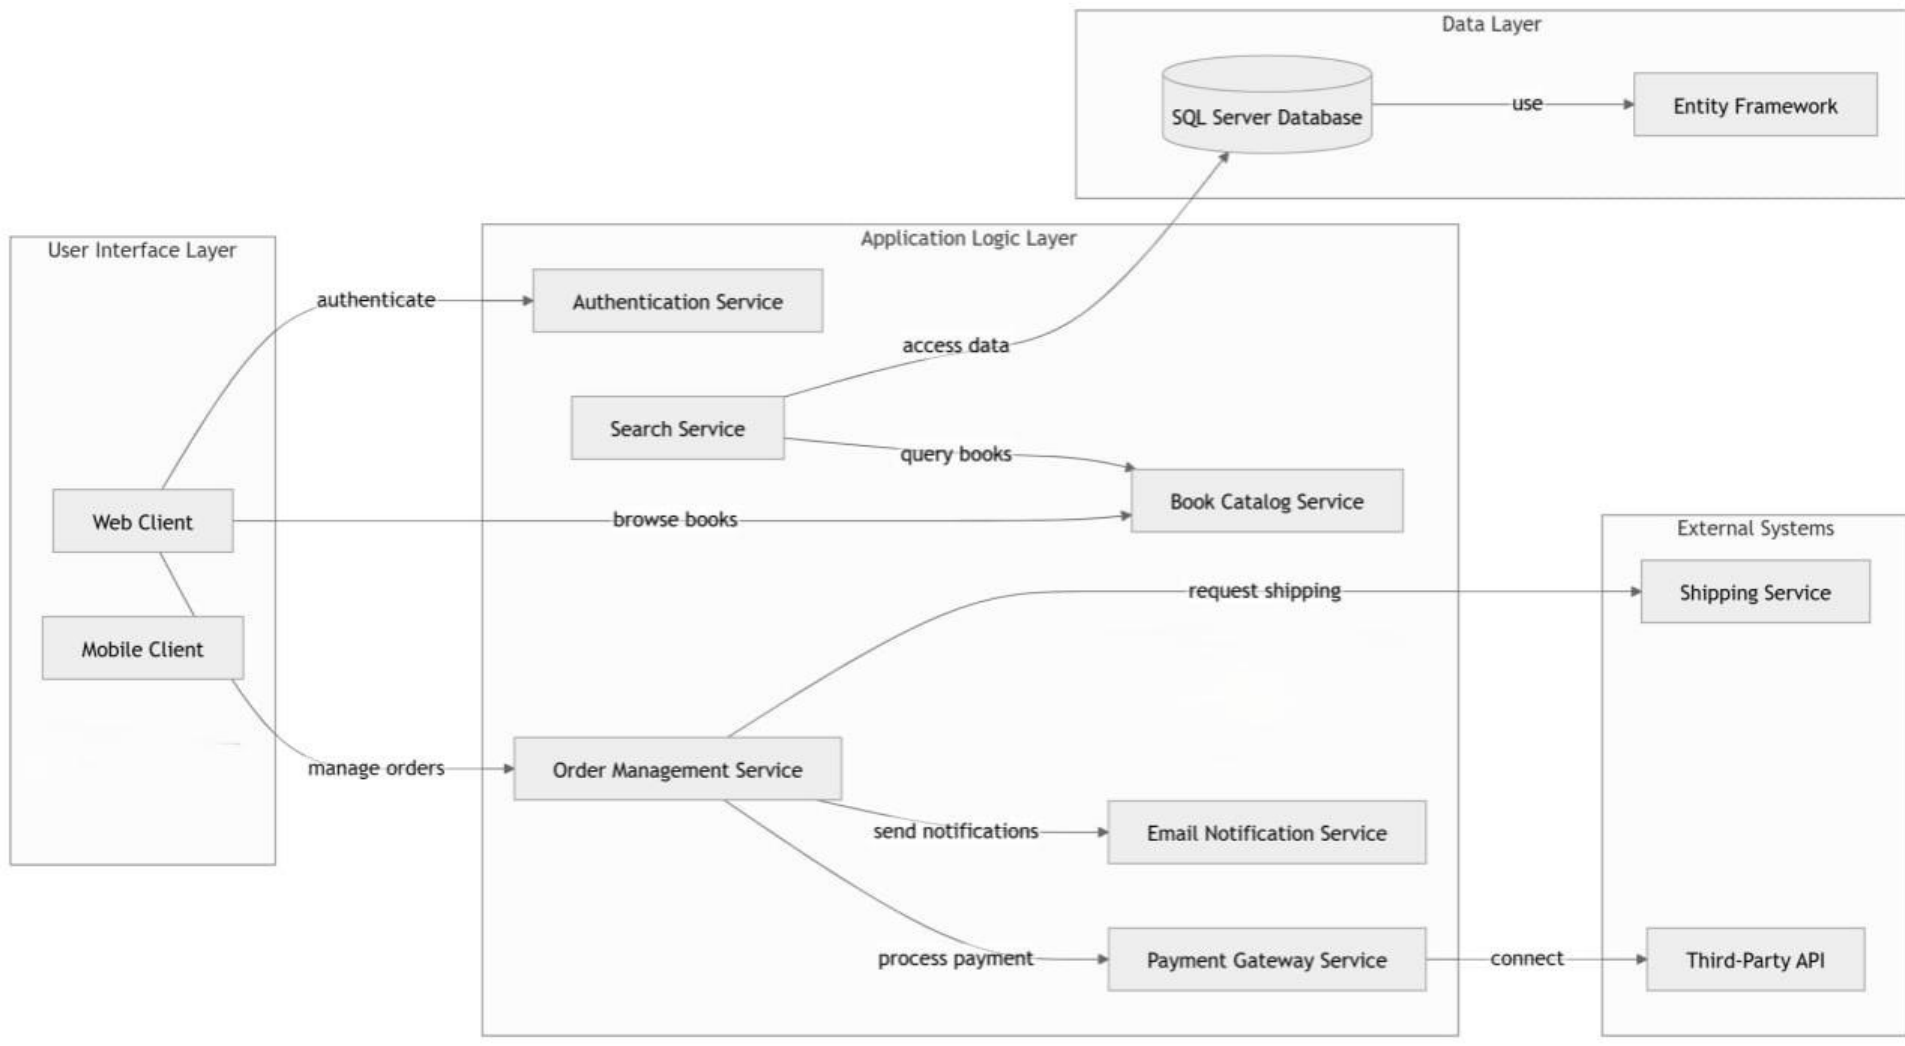 Data Layer
SQL Server Database
use
Entity Framework
User Interface Layer
Application Logic Layer
authenticate
Authentication Service
access data
Search Service
query books
Web Client
browse books
Book Catalog Service
External Systems
request shipping
Shipping Service
Mobile Client
manage orders
Order Management Service
send notifications
Email Notification Service
process payment
Payment Gateway Service
connect
Third-Party API